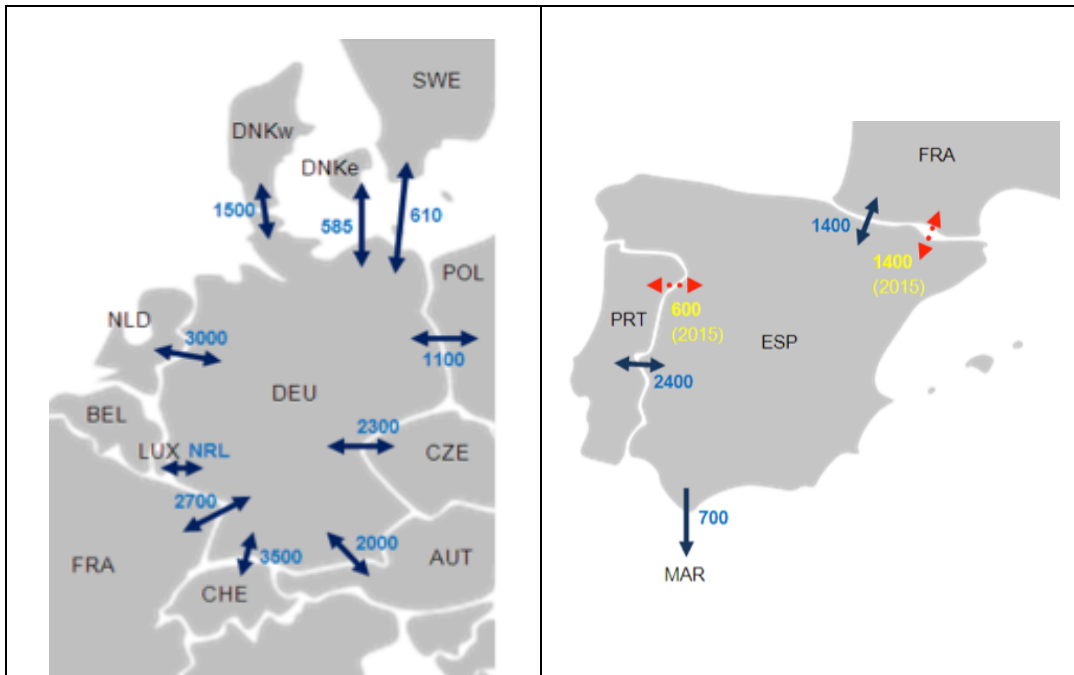 SWE
DNKw
DNKe
1500
585
610
POL
NLD
3000
1100
DEU
BEL
2300
LUX NRL
CZE
2700
2000
FRA
3500
AUT
CHE
FRA
1400
1400
(2015)
PRT
600
(2015)
ESP
2400
700
MAR